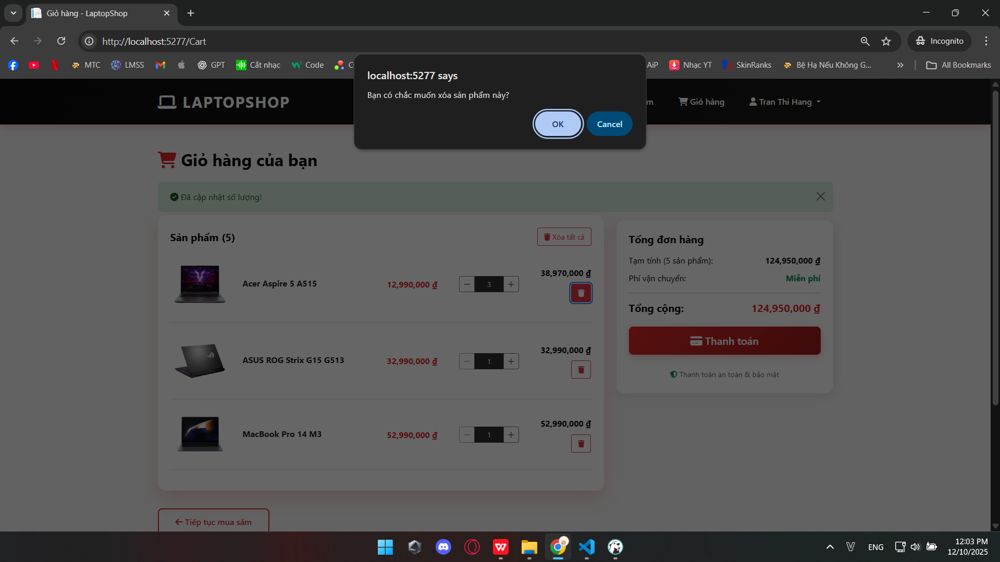 Giỏ hàng - LaptopShop
http://localhost:5277/Cart
Incognito
MTC
LMSS
GPT
Cắt nhạc
Code
AiP
Nhạc YT
SkinRanks
Bệ Hạ Nếu Không G...
All Bookmarks
localhost:5277 says
Bạn có chắc muốn xóa sản phẩm này?
OK
Cancel
LAPTOPSHOP
Giỏ hàng
Tran Thi Hang
Giỏ hàng của bạn
Đã cập nhật số lượng!
Sản phẩm (5)
Xóa tất cả
Acer Aspire 5 A515
12,990,000 ₫
3
38,970,000 ₫
ASUS ROG Strix G15 G513
32,990,000 ₫
1
32,990,000 ₫
MacBook Pro 14 M3
52,990,000 ₫
1
52,990,000 ₫
Tiếp tục mua sắm
Tổng đơn hàng
Tạm tính (5 sản phẩm):
124,950,000 ₫
Phí vận chuyển:
Miễn phí
Tổng cộng:
124,950,000 ₫
Thanh toán
Thanh toán an toàn & bảo mật
ENG
12:03 PM
12/10/2025